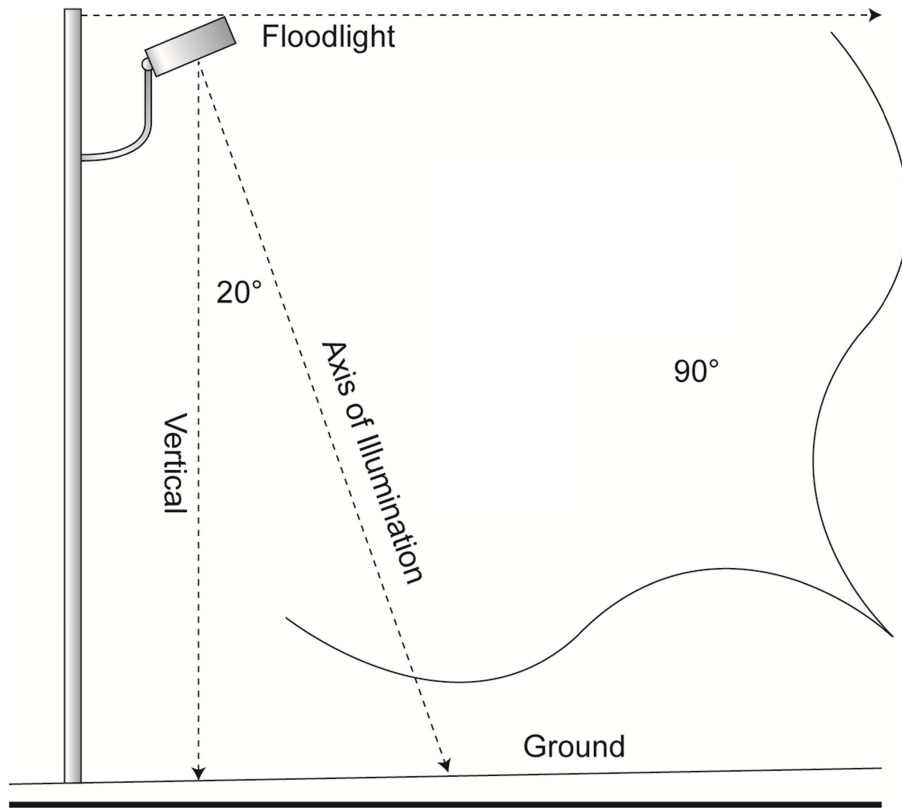 Floodlight
20°
Axis of Illumination
90°
Vertical
Ground